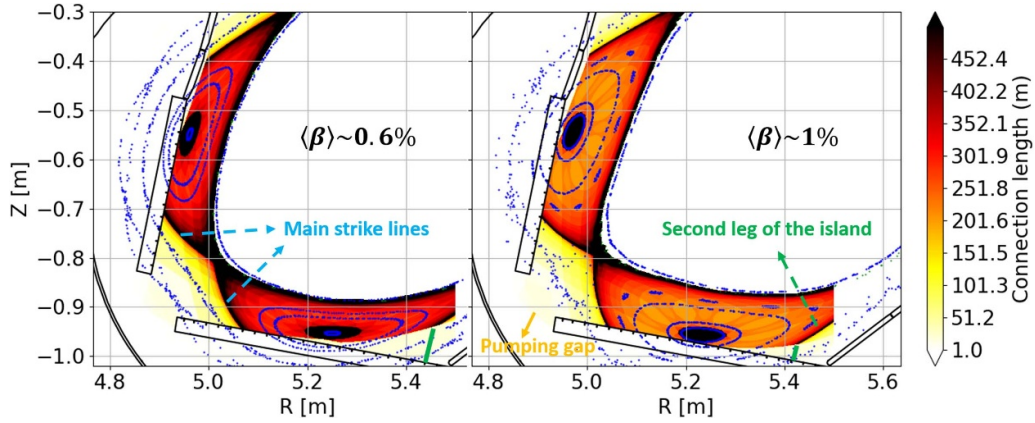 −0.3
−0.4
−0.5
−0.6
−0.7
−0.8
−0.9
−1.0
Z [m]
⟨β⟩~0.6%
Main strike lines
4.8 5.0 5.2 5.4
R [m]
⟨β⟩~1%
Second leg of the island
Pumping gap
4.8 5.0 5.2 5.4 5.6
R [m]
452.4
402.2
351.9
301.9
251.8
201.6
151.4
101.3
51.2
1.0
Connection length (m)